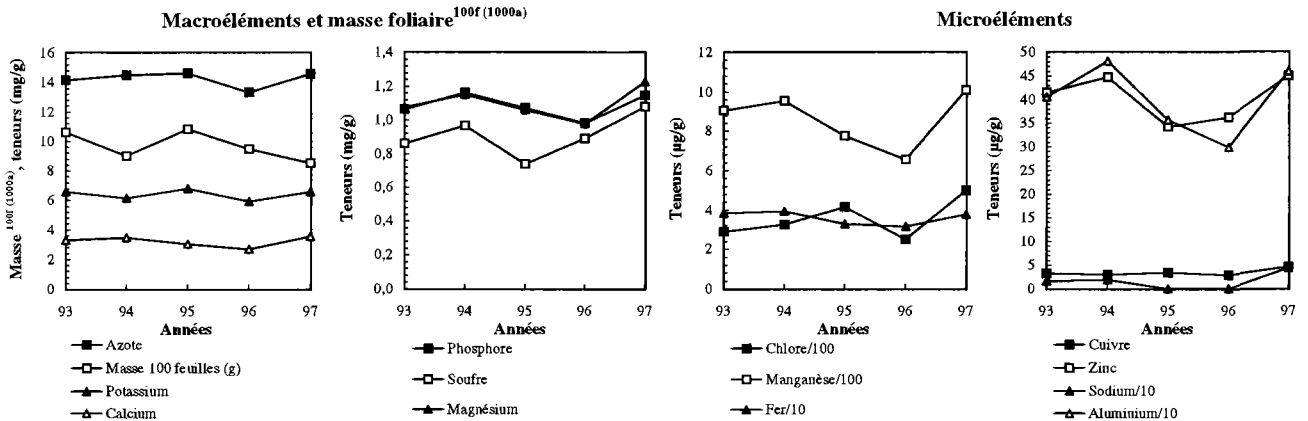 Macroéléments et masse foliaire 100f (1000a)
Microéléments
Masse 100f (1000a), teneurs (mg/g)
16
14
12
10
8
6
4
2
0
93 94 95 96 97
Années
Azote
Masse 100 feuilles (g)
Potassium
Calcium
Teneurs (mg/g)
1,4
1,2
1,0
0,8
0,6
0,4
0,2
0,0
93 94 95 96 97
Années
Phosphore
Soufre
Magnésium
Teneurs (µg/g)
12
10
8
6
4
2
0
93 94 95 96 97
Années
Chlore/100
Manganèse/100
Fer/10
Teneurs (µg/g)
50
45
40
35
30
25
20
15
10
5
0
93 94 95 96 97
Années
Cuivre
Zinc
Sodium/10
Aluminium/10